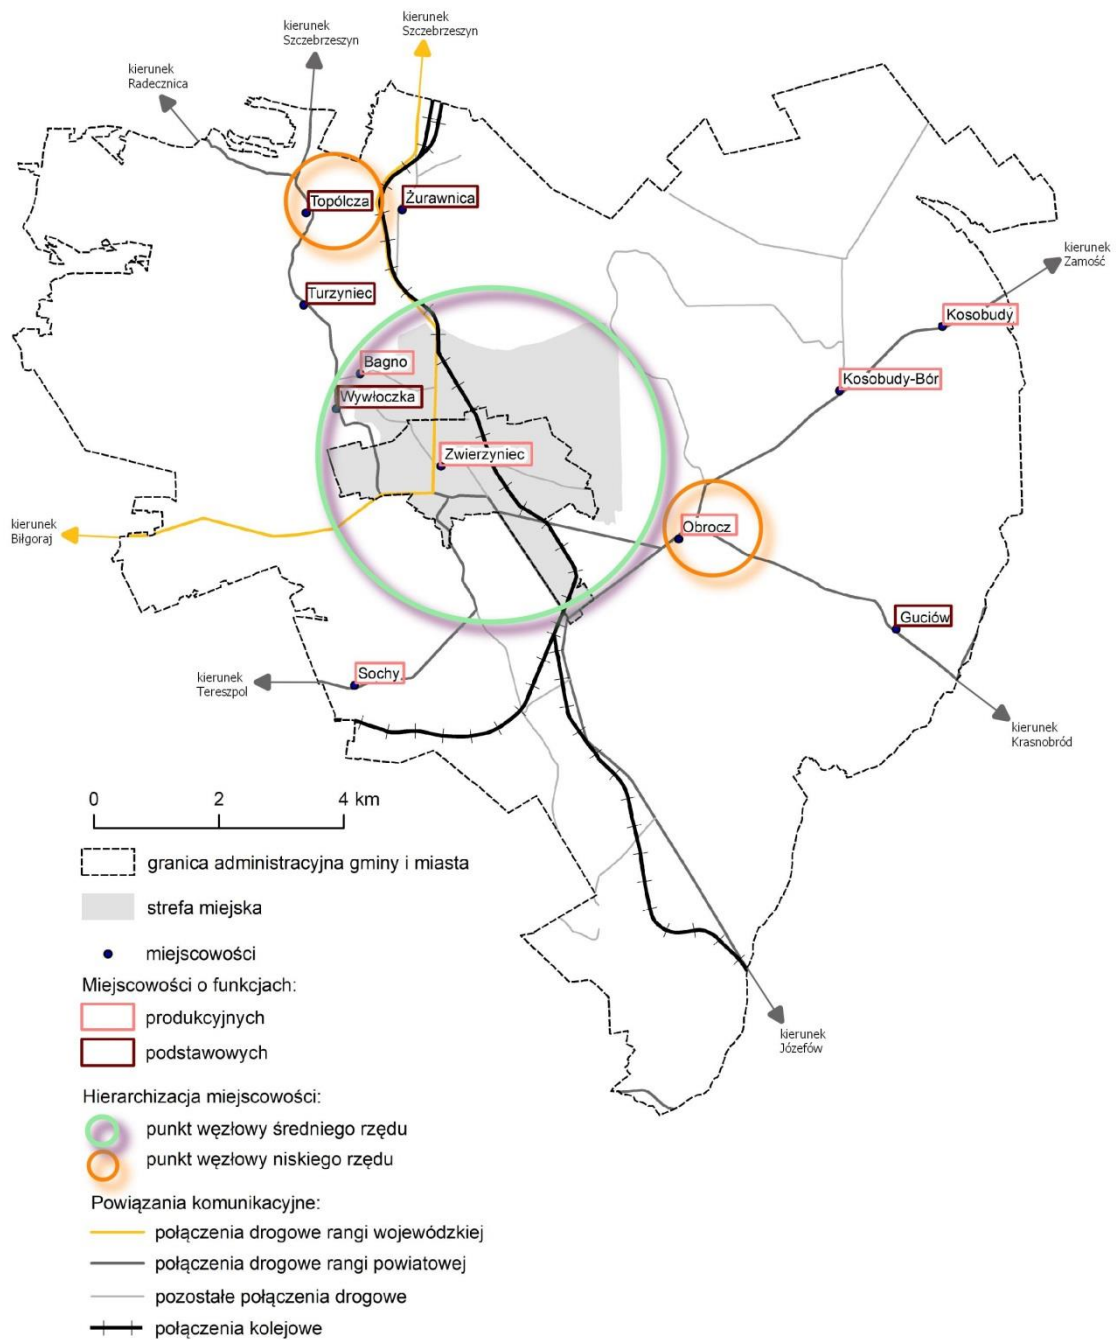 kierunek
Szczebrzeszyn
kierunek
Szczebrzeszyn
kierunek
Radecznica
Topólcza
Żurawnica
kierunek
Zamość
Turzyniec
Kosobudy
Bagno
Kosobudy-Bór
Wywłoczka
Zwierzyniec
kierunek
Biłgoraj
Obrocz
Guciów
Sochy
kierunek
Tereszpol
kierunek
Krasnobród
0 2 4 km
granica administracyjna gminy i miasta
strefa miejska
miejscowości
Miejscowości o funkcjach:
produkcyjnych
podstawowych
kierunek
Józefów
Hierarchizacja miejscowości:
punkt węzłowy średniego rzędu
punkt węzłowy niskiego rzędu
Powiązania komunikacyjne:
połączenia drogowe rangi wojewódzkiej
połączenia drogowe rangi powiatowej
pozostałe połączenia drogowe
połączenia kolejowe